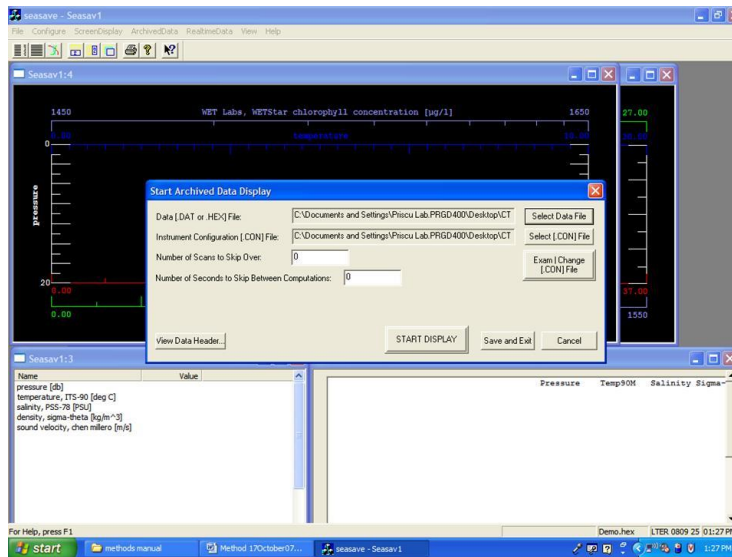 seasave - Seasav1
File Configure ScreenDisplay ArchivedData RealtimeData View Help
Seasav1:4
1450 WET Labs, WETStar chlorophyll concentration [µg/l] 1650 27.00
temperature
0
pressure
20
0.00 37.00
0.00 1550
Start Archived Data Display
Data [.DAT or .HEX] File: C:\Documents and Settings\Priscu Lab.PRGD400\Desktop\CT Select Data File
Instrument Configuration [.CON] File: C:\Documents and Settings\Priscu Lab.PRGD400\Desktop\CT Select [.CON] File
Number of Scans to Skip Over: 0 Exam | Change
[.CON] File
Number of Seconds to Skip Between Computations: 0
View Data Header... START DISPLAY Save and Exit Cancel
Seasav1:3
Name Value
pressure [db]
temperature, ITS-90 [deg C]
salinity, PSS-78 [PSU]
density, sigma-theta [kg/m^3]
sound velocity, chen millero [m/s]
Pressure Temp90M Salinity Sigma-
For Help, press F1 Demo.hex LTER 0809 25 01:27 PM
start methods manual Method 17October07... seasave - Seasav1 1:27 PM